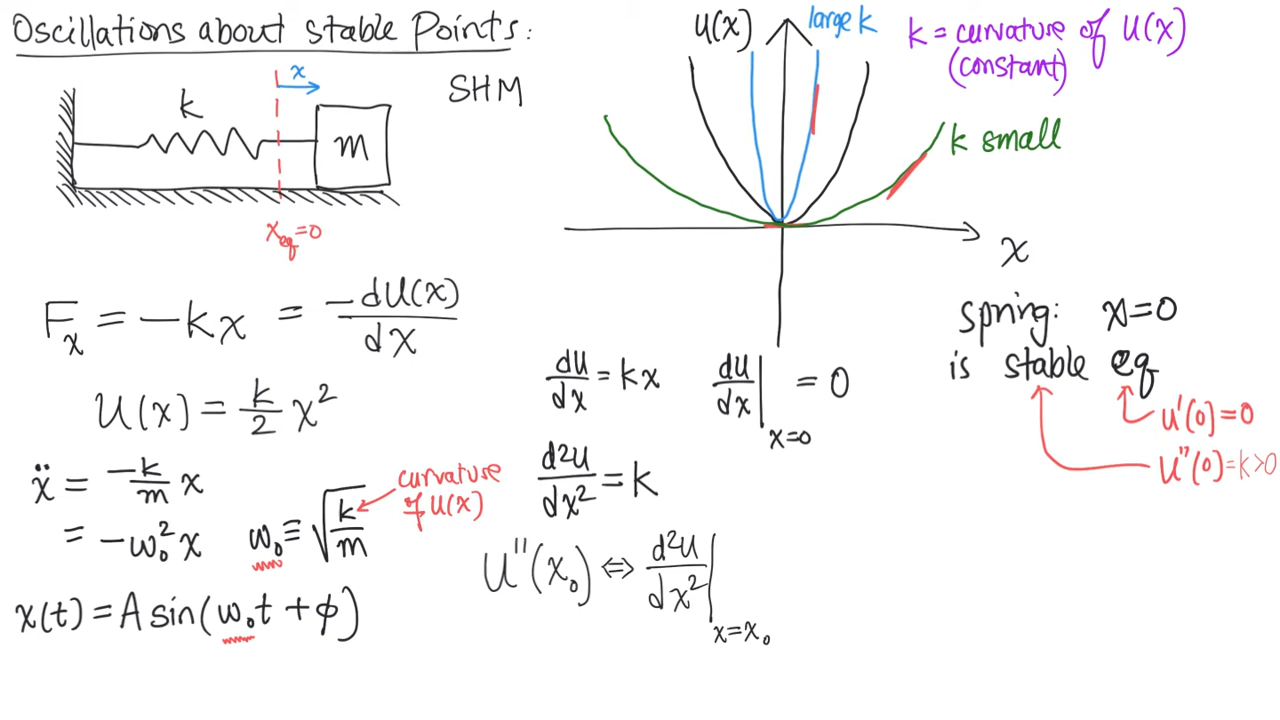 Oscillations about stable Points:
SHM
x
k
m
x_eq=0
F_x = -kx = -dU(x)/dx
U(x) = k/2 x²
ẍ = -k/m x
= -ω₀² x    ω₀ ≡ √(k/m)
curvature
of U(x)
x(t) = A sin(ω₀t + ϕ)
U(x)
large k
k = curvature of U(x)
(constant)
k small
x
dU/dx = kx    dU/dx |x=0 = 0
d²U/dx² = k
U''(x₀) ⇔ d²U/dx² |x=x₀
spring: x=0
is stable eq
U'(0)=0
U''(0)=k>0